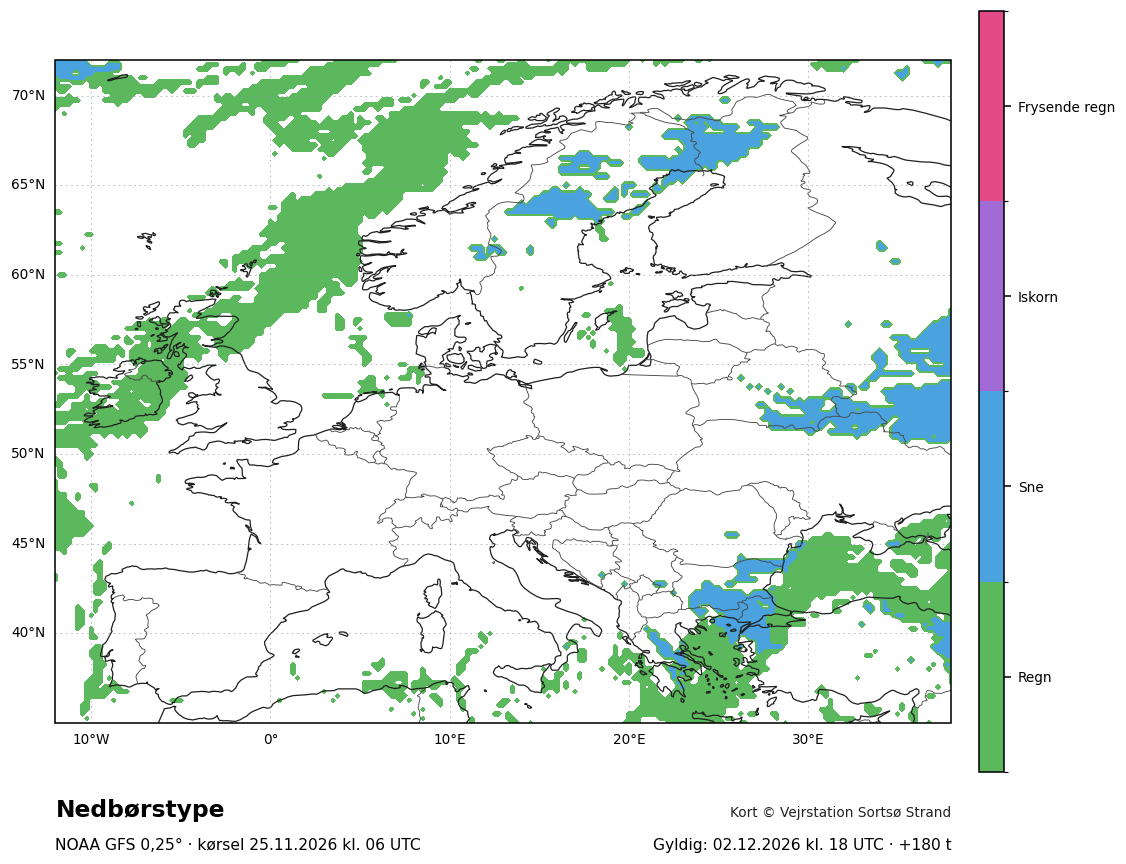 70°N
65°N
60°N
55°N
50°N
45°N
40°N
10°W
0°
10°E
20°E
30°E
Frysende regn
Iskorn
Sne
Regn
Nedbørstype
Kort © Vejrstation Sortsø Strand
NOAA GFS 0,25° · kørsel 25.11.2026 kl. 06 UTC
Gyldig: 02.12.2026 kl. 18 UTC · +180 t